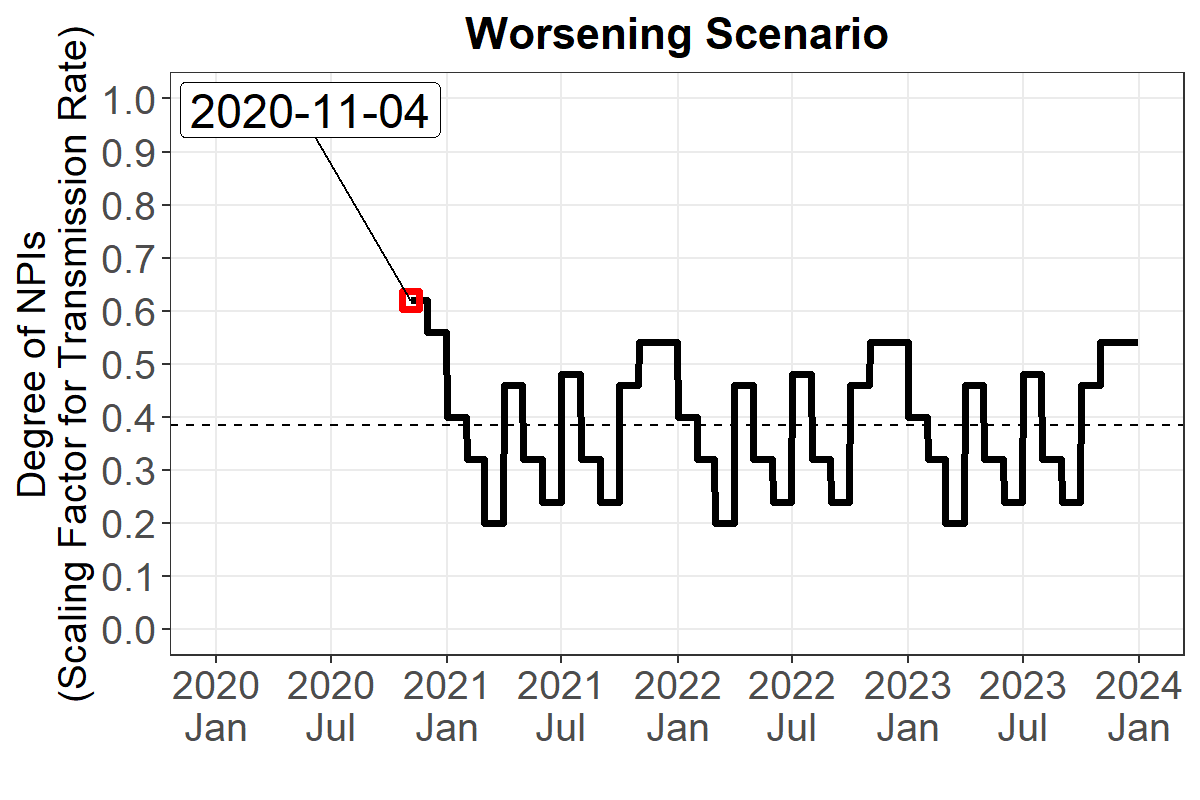 Worsening Scenario
Degree of NPIs
(Scaling Factor for Transmission Rate)
1.0
0.9
0.8
0.7
0.6
0.5
0.4
0.3
0.2
0.1
0.0
2020-11-04
2020 2020 2021 2021 2022 2022 2023 2023 2024
Jan Jul Jan Jul Jan Jul Jan Jul Jan